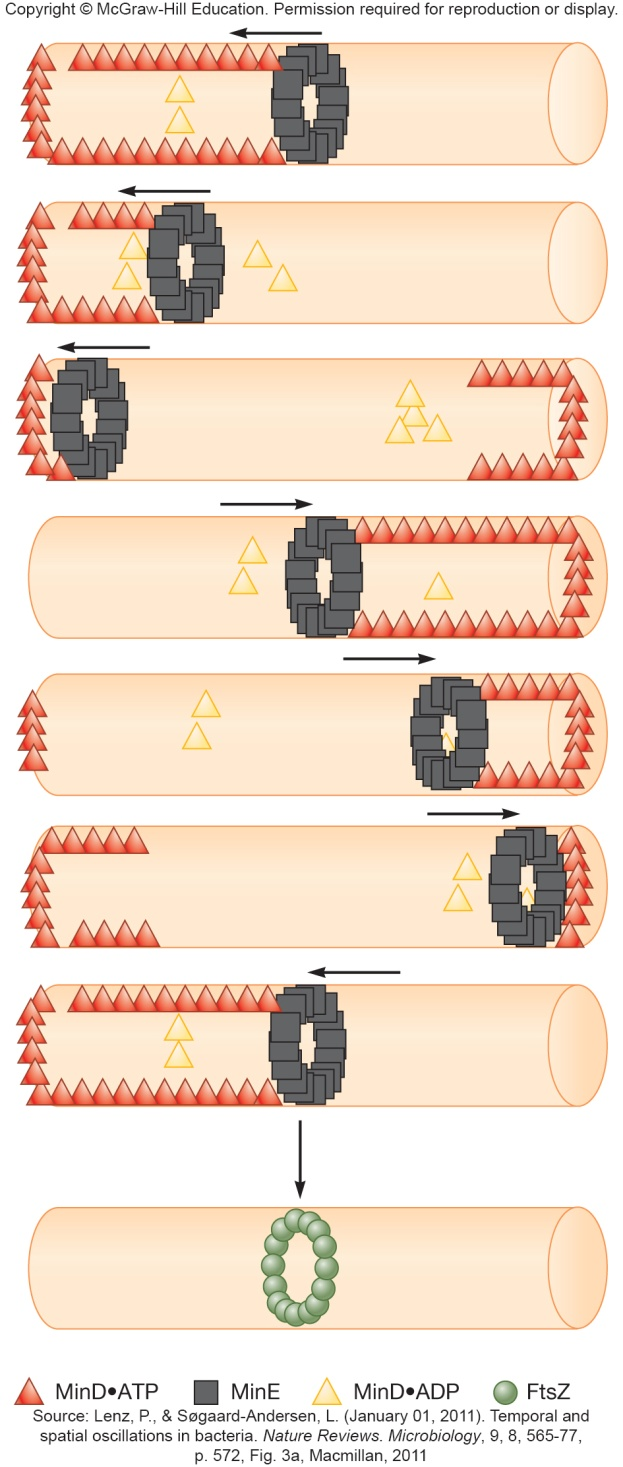 Copyright © McGraw-Hill Education. Permission required for reproduction or display.
MinD•ATP MinE MinD•ADP FtsZ
Source: Lenz, P., & Søgaard-Andersen, L. (January 01, 2011). Temporal and
spatial oscillations in bacteria. Nature Reviews. Microbiology, 9, 8, 565-77,
p. 572, Fig. 3a, Macmillan, 2011